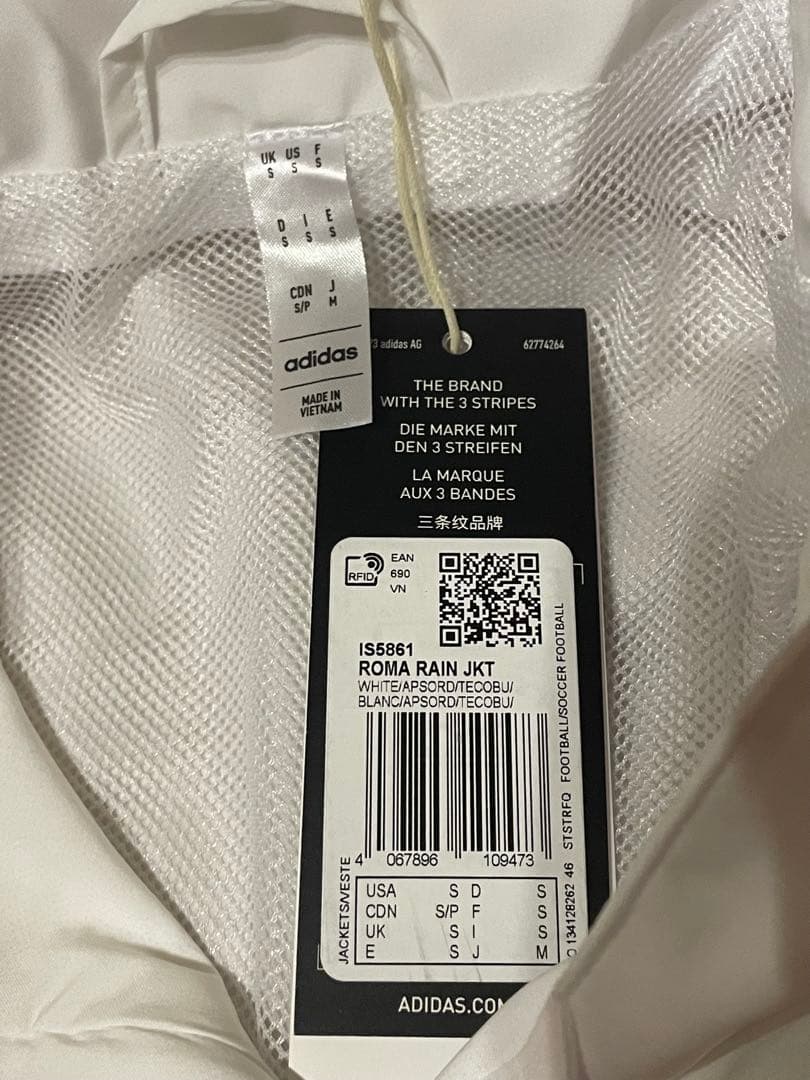 UK US F
S S S
D I E
S S S
CDN J
S/P M
adidas
MADE IN
VIETNAM
3 adidas AG
62774264
THE BRAND
WITH THE 3 STRIPES
DIE MARKE MIT
DEN 3 STREIFEN
LA MARQUE
AUX 3 BANDES
三条纹品牌
RFID
EAN
690
VN
IS5861
ROMA RAIN JKT
WHITE/APSORD/TECOBU/
BLANC/APSORD/TECOBU/
4 067896 109473
JACKETS/VESTE
134128262 46 STSTRFQ FOOTBALL/SOCCER FOOTBALL
USA S D S
CDN S/P F S
UK S I S
E S J M
ADIDAS.CO